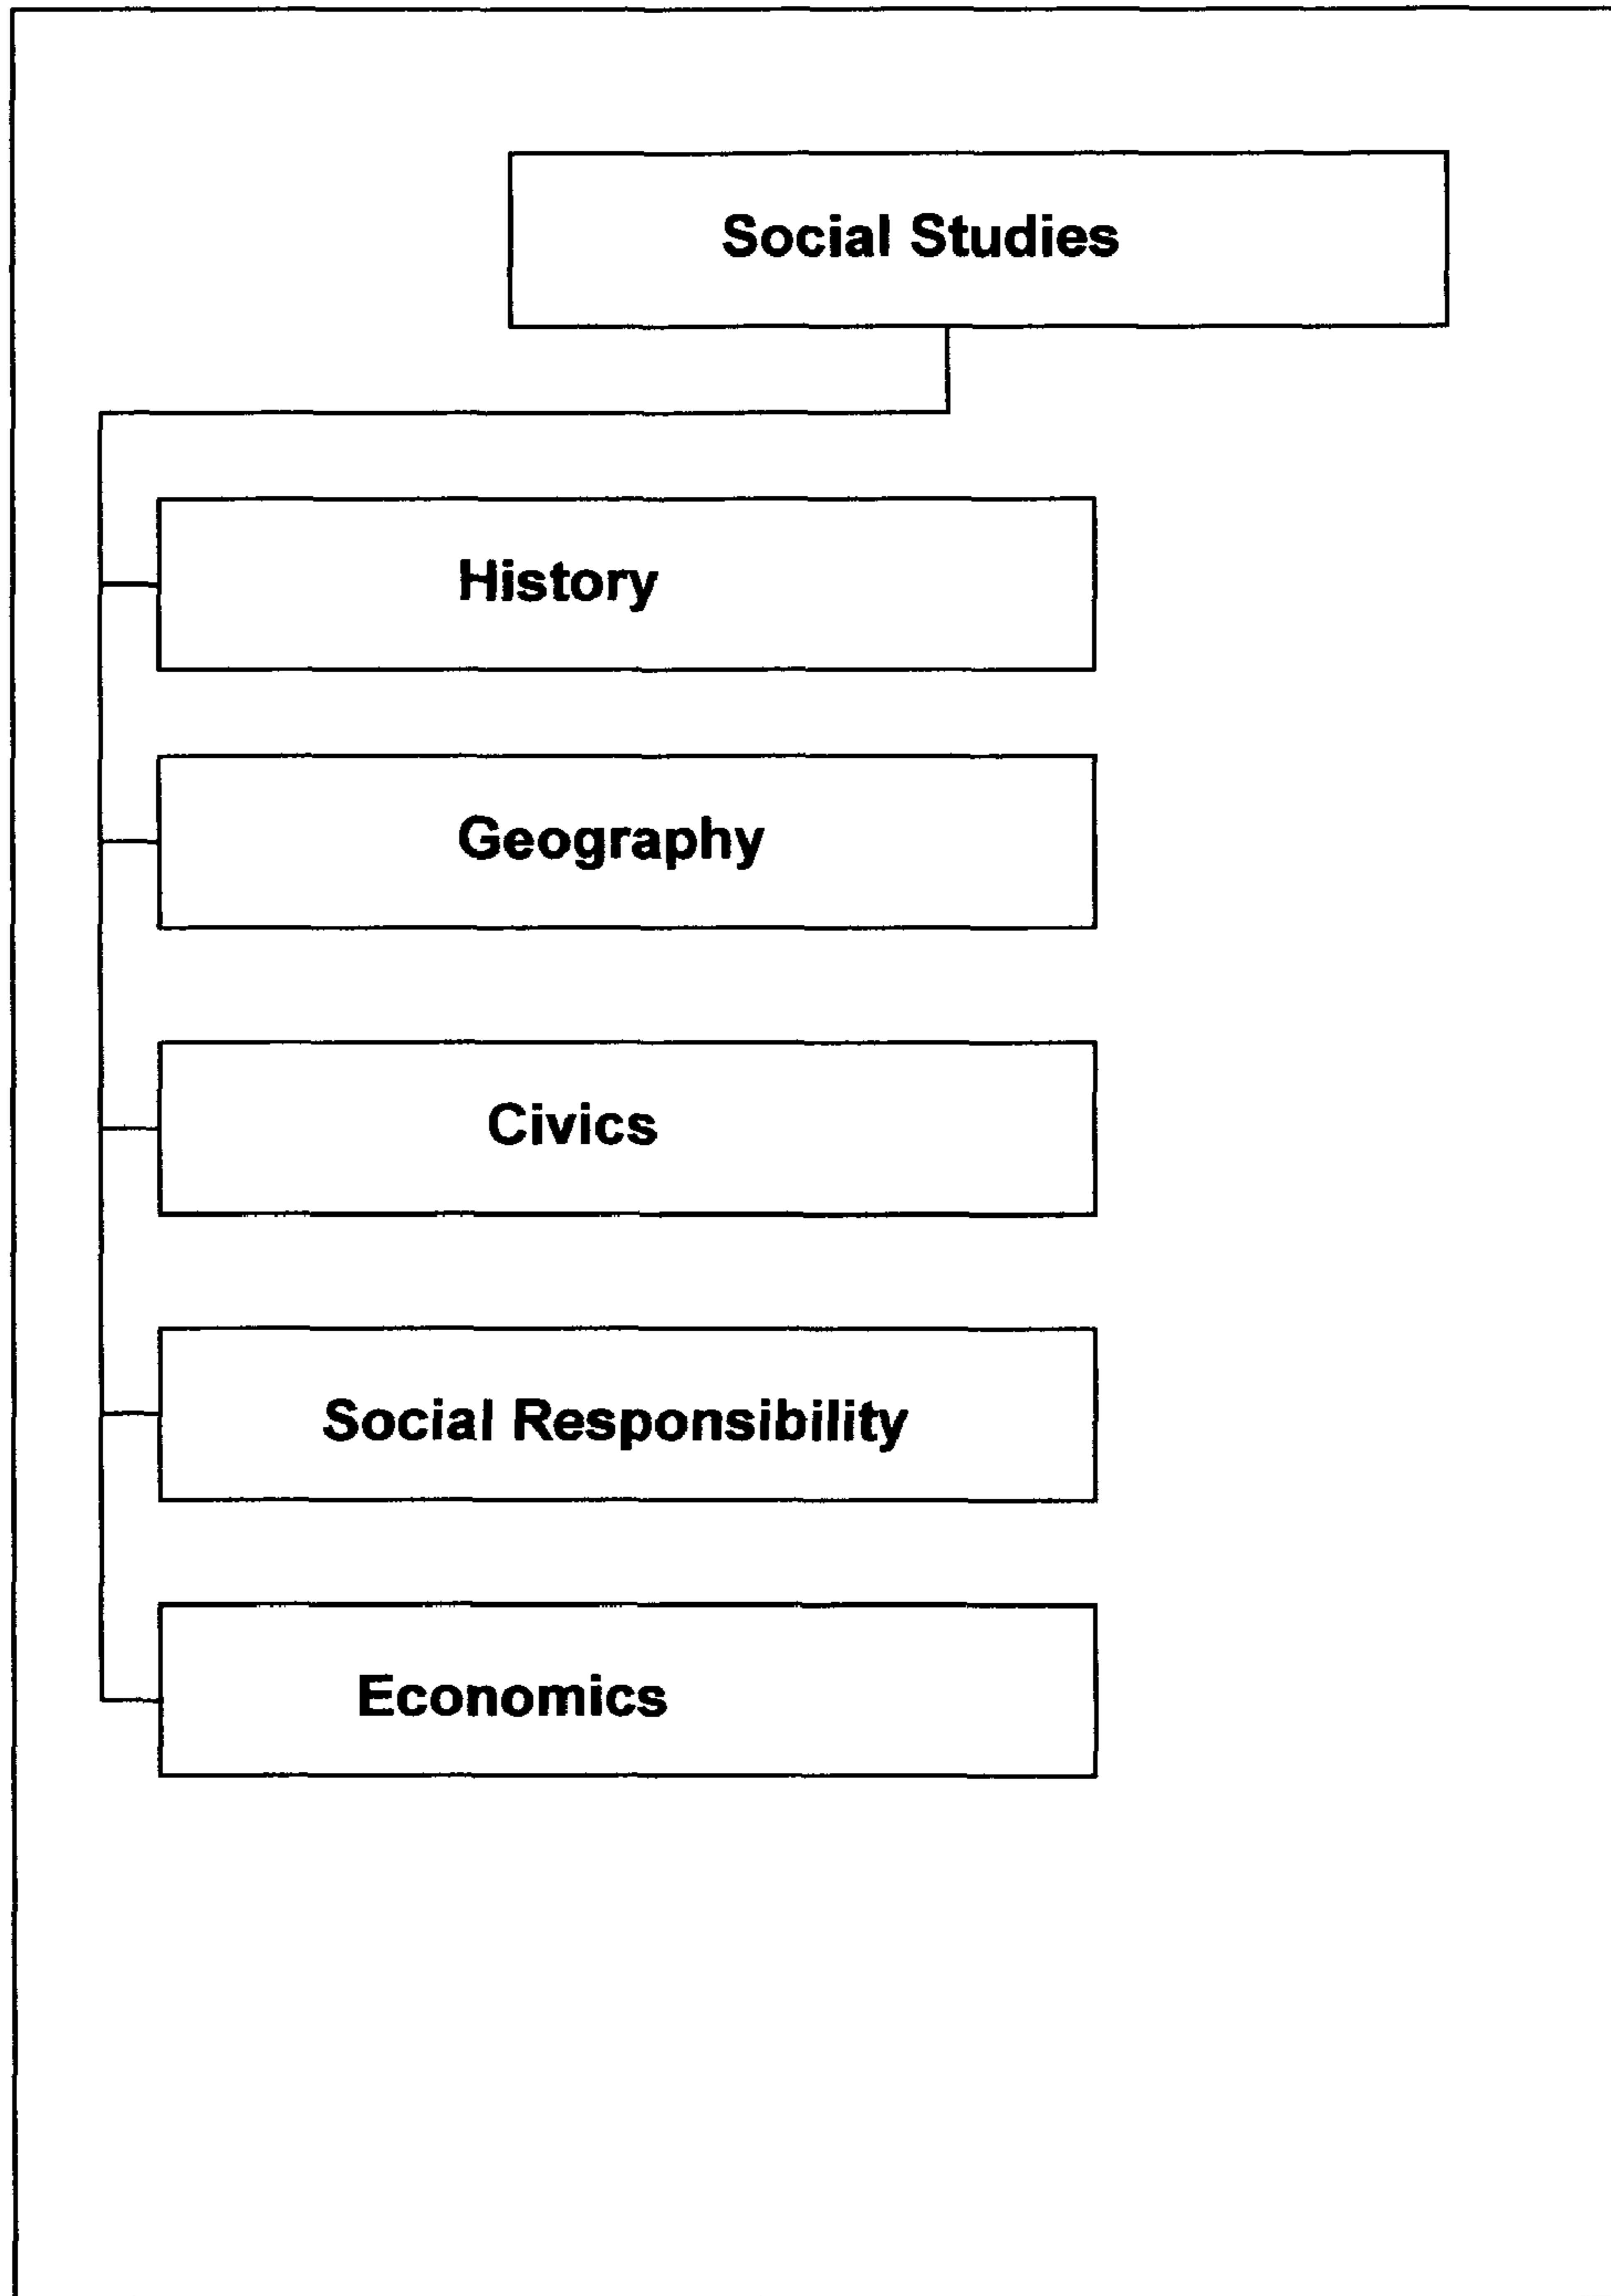 Social Studies
History
Geography
Civics
Social Responsibility
Economics